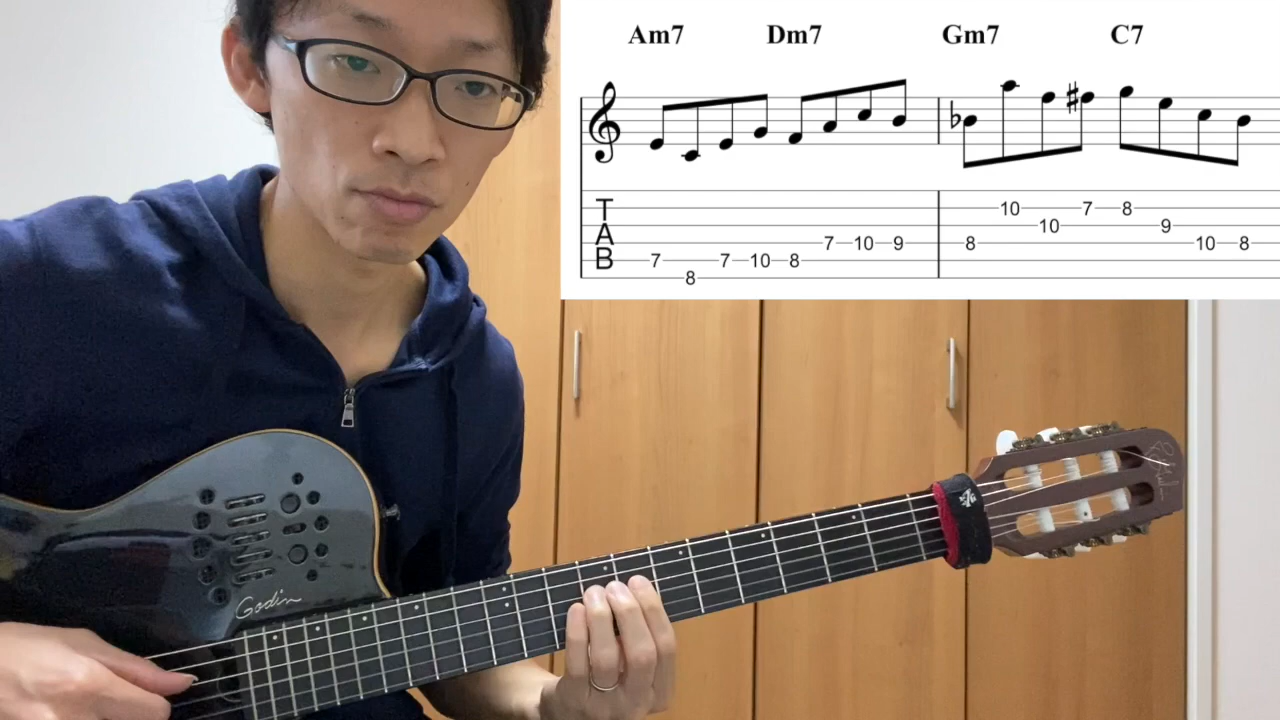 Am7 Dm7 Gm7 C7
T
A
B
10 7 8
10 9
7 10 9 8 10 8
7 7 10 8
8
Godin